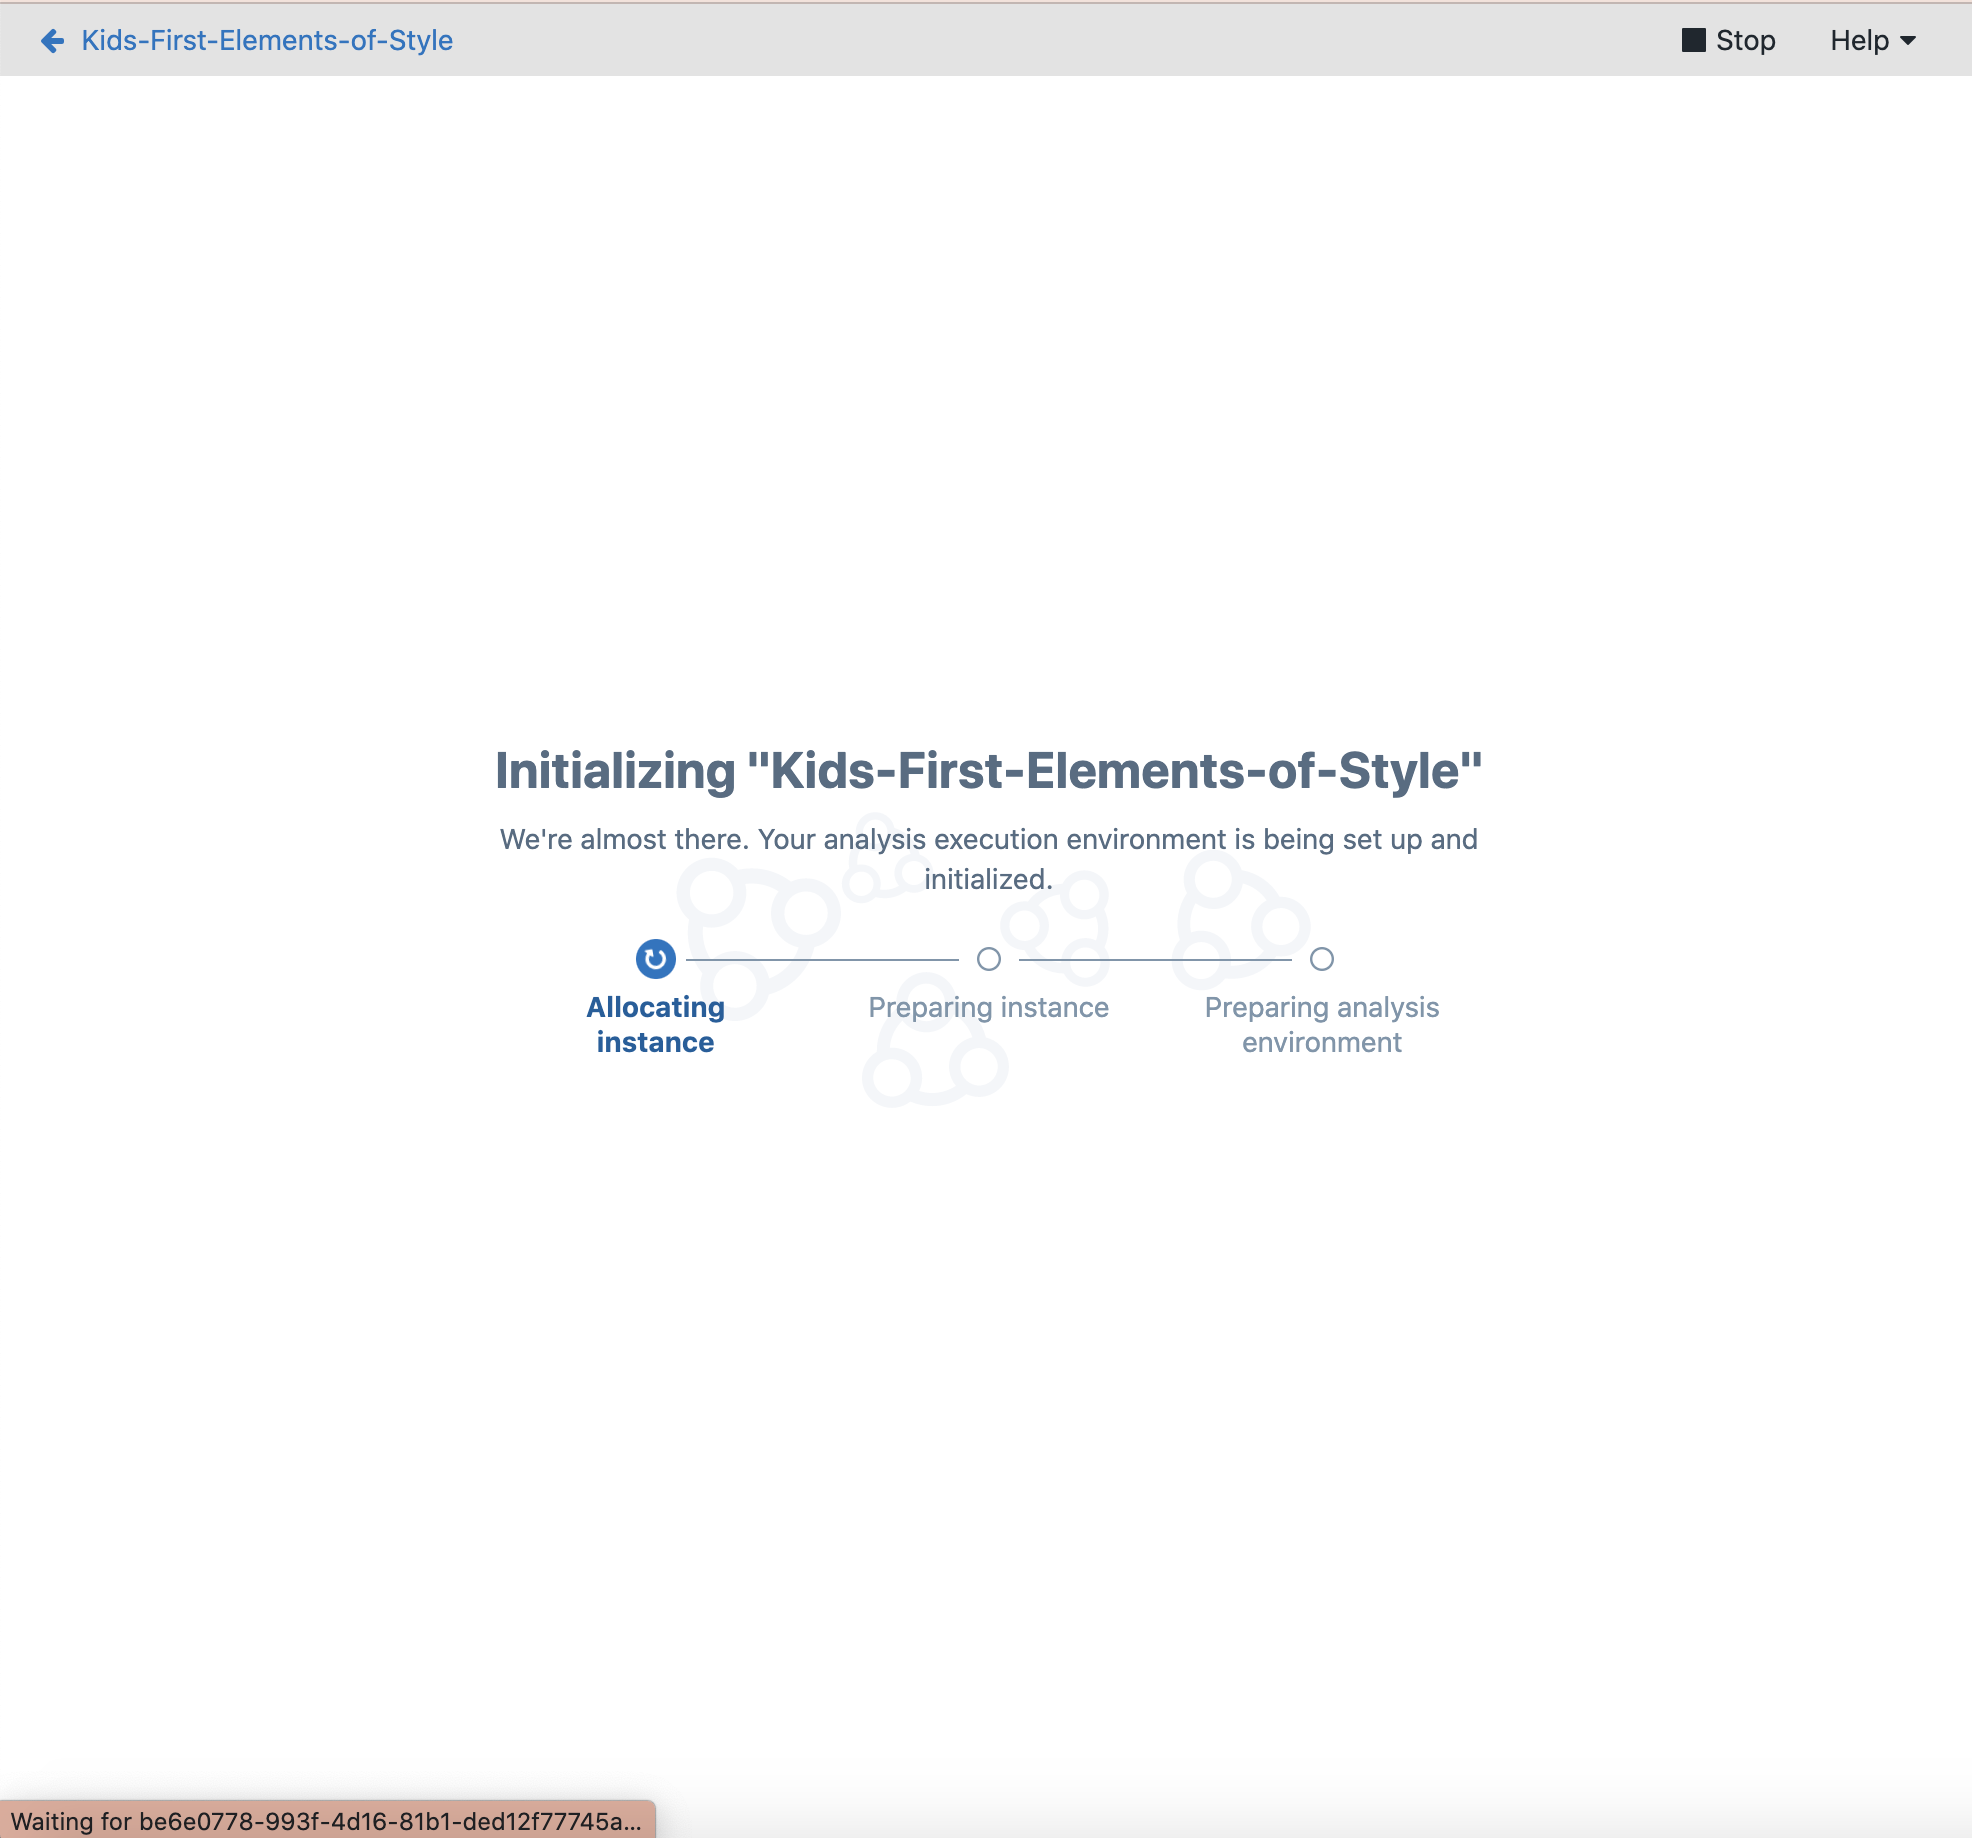 Kids-First-Elements-of-Style
Stop
Help
Initializing "Kids-First-Elements-of-Style"
We're almost there. Your analysis execution environment is being set up and
initialized.
Allocating
instance
Preparing instance
Preparing analysis
environment
Waiting for be6e0778-993f-4d16-81b1-ded12f77745a...